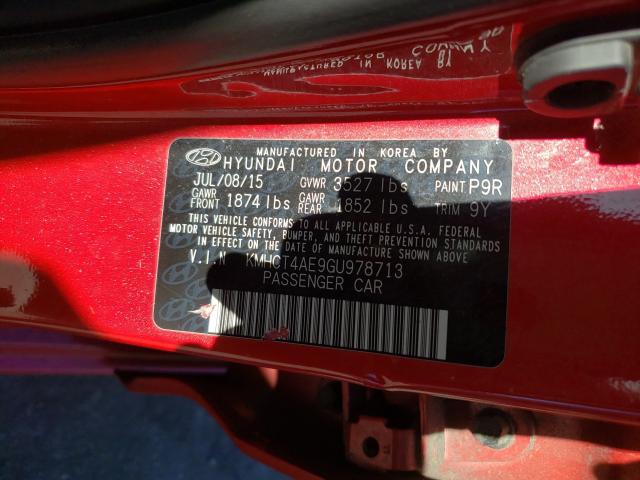 MANUFACTURED IN KOREA BY
HYUNDAI MOTOR COMPANY
JUL/08/15 GVWR 3527 lbs PAINT P9R
GAWR FRONT 1874 lbs GAWR REAR 1852 lbs TRIM 9Y
THIS VEHICLE CONFORMS TO ALL APPLICABLE U.S. FEDERAL
MOTOR VEHICLE SAFETY, BUMPER, AND THEFT PREVENTION STANDARDS
IN EFFECT ON THE DATE OF MANUFACTURE SHOWN ABOVE.
V.I.N KMHCT4AE9GU978713
PASSENGER CAR